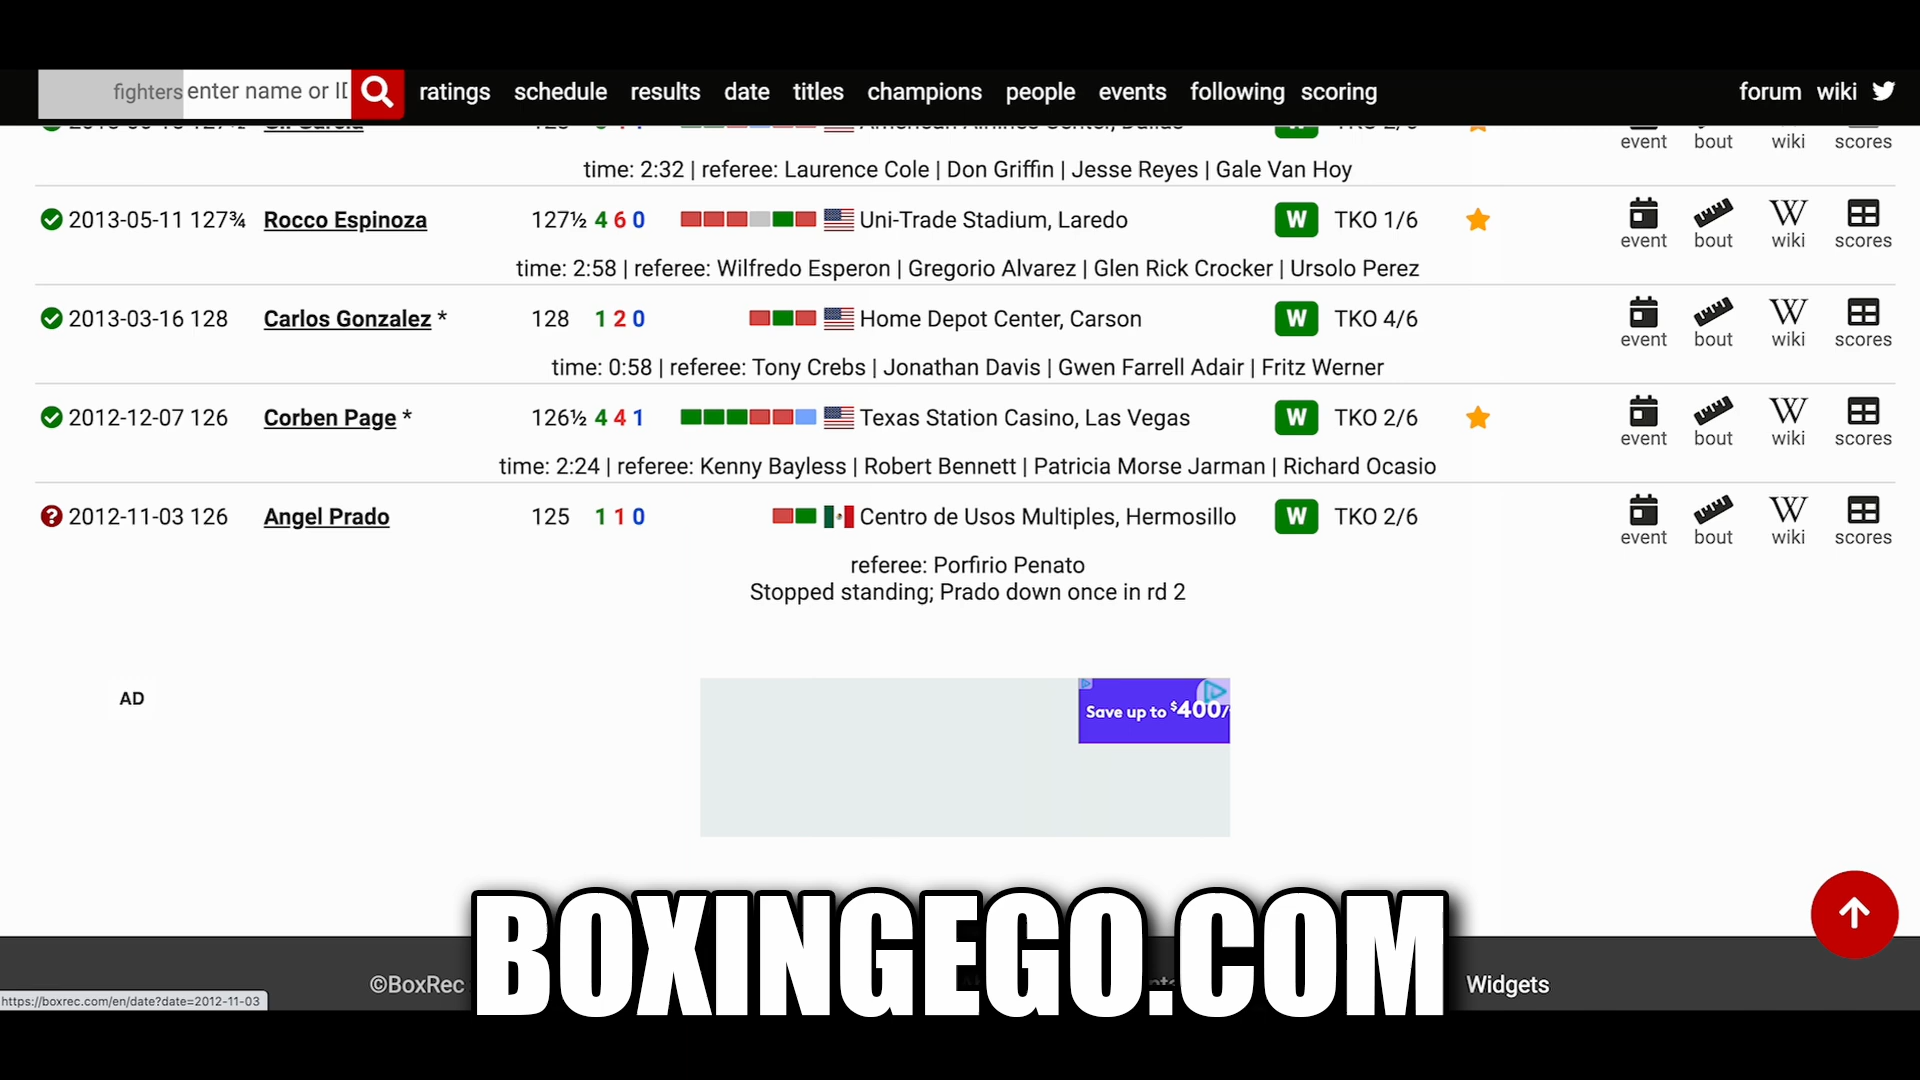 fighters enter name or ID ratings schedule results date titles champions people events following scoring forum wiki
event bout wiki scores
time: 2:32 | referee: Laurence Cole | Don Griffin | Jesse Reyes | Gale Van Hoy
2013-05-11 127¾ Rocco Espinoza 127½ 4 6 0 Uni-Trade Stadium, Laredo W TKO 1/6
event bout wiki scores
time: 2:58 | referee: Wilfredo Esperon | Gregorio Alvarez | Glen Rick Crocker | Ursolo Perez
2013-03-16 128 Carlos Gonzalez * 128 1 2 0 Home Depot Center, Carson W TKO 4/6
event bout wiki scores
time: 0:58 | referee: Tony Crebs | Jonathan Davis | Gwen Farrell Adair | Fritz Werner
2012-12-07 126 Corben Page * 126½ 4 4 1 Texas Station Casino, Las Vegas W TKO 2/6
event bout wiki scores
time: 2:24 | referee: Kenny Bayless | Robert Bennett | Patricia Morse Jarman | Richard Ocasio
2012-11-03 126 Angel Prado 125 1 1 0 Centro de Usos Multiples, Hermosillo W TKO 2/6
event bout wiki scores
referee: Porfirio Penato
Stopped standing; Prado down once in rd 2
AD
Save up to $400/
BOXINGEGO.COM
©BoxRec Widgets
https://boxrec.com/en/date?date=2012-11-03